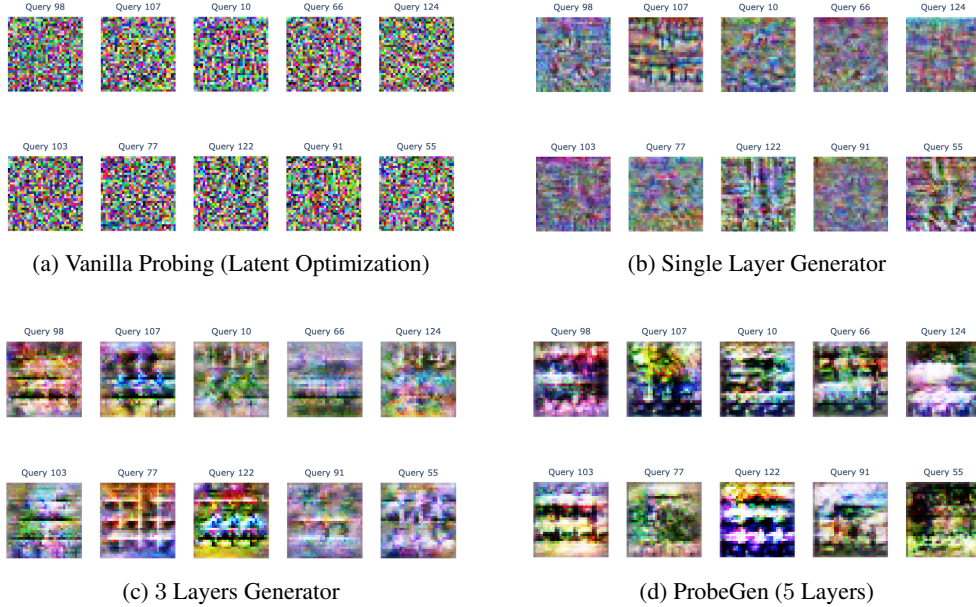 Query 98 Query 107 Query 10 Query 66 Query 124
Query 103 Query 77 Query 122 Query 91 Query 55
(a) Vanilla Probing (Latent Optimization)
Query 98 Query 107 Query 10 Query 66 Query 124
Query 103 Query 77 Query 122 Query 91 Query 55
(b) Single Layer Generator
Query 98 Query 107 Query 10 Query 66 Query 124
Query 103 Query 77 Query 122 Query 91 Query 55
(c) 3 Layers Generator
Query 98 Query 107 Query 10 Query 66 Query 124
Query 103 Query 77 Query 122 Query 91 Query 55
(d) ProbeGen (5 Layers)